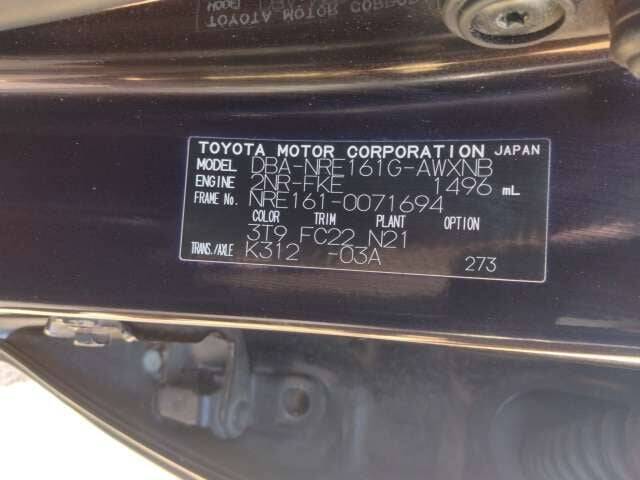 TOYOTA MOTOR CORPORATION JAPAN
MODEL DBA-NRE161G-AWXNB
ENGINE 2NR-FKE 1496 mL
FRAME No. NRE161-0071694
COLOR TRIM PLANT OPTION
3T9 FC22 N21
TRANS./AXLE K312 -03A
273